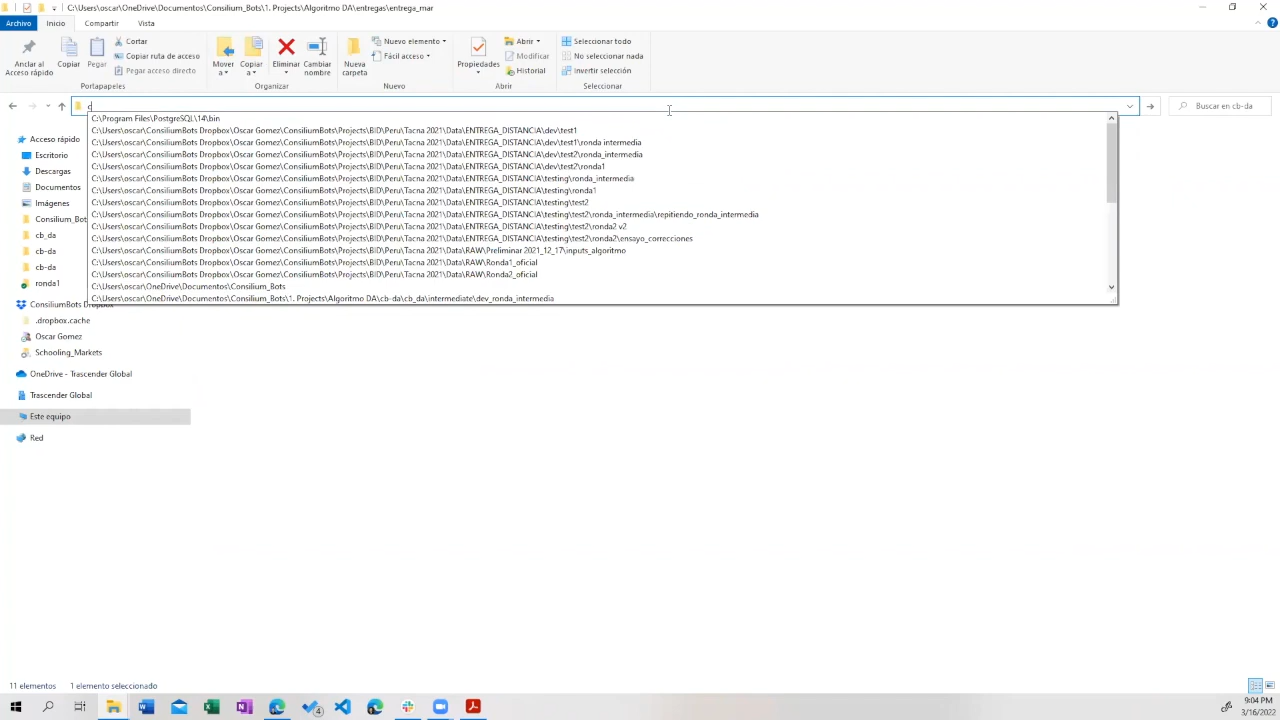 C:\Users\oscar\OneDrive\Documentos\Consilium_Bots\1. Projects\Algoritmo DA\entregas\entrega_mar
Archivo Inicio Compartir Vista
Anclar al Acceso rápido
Copiar
Pegar
Cortar
Copiar ruta de acceso
Pegar acceso directo
Portapapeles
Mover a
Copiar a
Eliminar
Cambiar nombre
Organizar
Nueva carpeta
Nuevo elemento
Fácil acceso
Nuevo
Propiedades
Abrir
Modificar
Historial
Abrir
Seleccionar todo
No seleccionar nada
Invertir selección
Seleccionar
c
Buscar en cb-da
C:\Program Files\PostgreSQL\14\bin
C:\Users\oscar\ConsiliumBots Dropbox\Oscar Gomez\ConsiliumBots\Projects\BID\Peru\Tacna 2021\Data\ENTREGA_DISTANCIA\dev\test1
C:\Users\oscar\ConsiliumBots Dropbox\Oscar Gomez\ConsiliumBots\Projects\BID\Peru\Tacna 2021\Data\ENTREGA_DISTANCIA\dev\test1\ronda intermedia
C:\Users\oscar\ConsiliumBots Dropbox\Oscar Gomez\ConsiliumBots\Projects\BID\Peru\Tacna 2021\Data\ENTREGA_DISTANCIA\dev\test2\ronda_intermedia
C:\Users\oscar\ConsiliumBots Dropbox\Oscar Gomez\ConsiliumBots\Projects\BID\Peru\Tacna 2021\Data\ENTREGA_DISTANCIA\dev\test2\ronda1
C:\Users\oscar\ConsiliumBots Dropbox\Oscar Gomez\ConsiliumBots\Projects\BID\Peru\Tacna 2021\Data\ENTREGA_DISTANCIA\testing\ronda_intermedia
C:\Users\oscar\ConsiliumBots Dropbox\Oscar Gomez\ConsiliumBots\Projects\BID\Peru\Tacna 2021\Data\ENTREGA_DISTANCIA\testing\ronda1
C:\Users\oscar\ConsiliumBots Dropbox\Oscar Gomez\ConsiliumBots\Projects\BID\Peru\Tacna 2021\Data\ENTREGA_DISTANCIA\testing\test2
C:\Users\oscar\ConsiliumBots Dropbox\Oscar Gomez\ConsiliumBots\Projects\BID\Peru\Tacna 2021\Data\ENTREGA_DISTANCIA\testing\test2\ronda_intermedia\repitiendo_ronda_intermedia
C:\Users\oscar\ConsiliumBots Dropbox\Oscar Gomez\ConsiliumBots\Projects\BID\Peru\Tacna 2021\Data\ENTREGA_DISTANCIA\testing\test2\ronda2 v2
C:\Users\oscar\ConsiliumBots Dropbox\Oscar Gomez\ConsiliumBots\Projects\BID\Peru\Tacna 2021\Data\ENTREGA_DISTANCIA\testing\test2\ronda2\ensayo_correcciones
C:\Users\oscar\ConsiliumBots Dropbox\Oscar Gomez\ConsiliumBots\Projects\BID\Peru\Tacna 2021\Data\RAW\Preliminar 2021_12_17\inputs_algoritmo
C:\Users\oscar\ConsiliumBots Dropbox\Oscar Gomez\ConsiliumBots\Projects\BID\Peru\Tacna 2021\Data\RAW\Ronda1_oficial
C:\Users\oscar\ConsiliumBots Dropbox\Oscar Gomez\ConsiliumBots\Projects\BID\Peru\Tacna 2021\Data\RAW\Ronda2_oficial
C:\Users\oscar\OneDrive\Documentos\Consilium_Bots
C:\Users\oscar\OneDrive\Documentos\Consilium_Bots\1. Projects\Algoritmo DA\cb-da\cb_da\intermediate\dev_ronda_intermedia
Acceso rápido
Escritorio
Descargas
Documentos
Imágenes
Consilium_Bot
cb_da
cb-da
cb-da
ronda1
ConsiliumBots Dropbox
.dropbox.cache
Oscar Gomez
Schooling_Markets
OneDrive - Trascender Global
Trascender Global
Este equipo
Red
11 elementos 1 elemento seleccionado
4
9:04 PM
3/16/2022